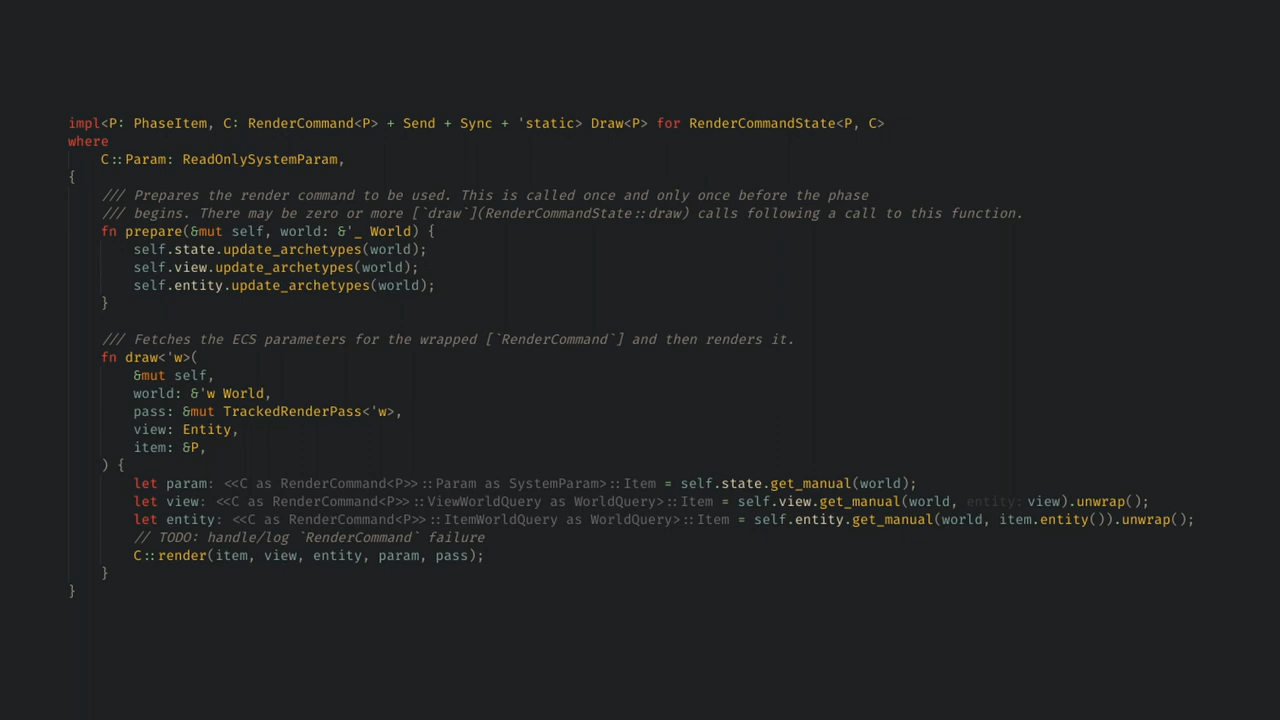 impl<P: PhaseItem, C: RenderCommand<P> + Send + Sync + 'static> Draw<P> for RenderCommandState<P, C>
where
    C::Param: ReadOnlySystemParam,
{
    /// Prepares the render command to be used. This is called once and only once before the phase
    /// begins. There may be zero or more [`draw`](RenderCommandState::draw) calls following a call to this function.
    fn prepare(&mut self, world: &'_ World) {
        self.state.update_archetypes(world);
        self.view.update_archetypes(world);
        self.entity.update_archetypes(world);
    }

    /// Fetches the ECS parameters for the wrapped [`RenderCommand`] and then renders it.
    fn draw<'w>(
        &mut self,
        world: &'w World,
        pass: &mut TrackedRenderPass<'w>,
        view: Entity,
        item: &P,
    ) {
        let param: <<C as RenderCommand<P>>::Param as SystemParam>::Item = self.state.get_manual(world);
        let view: <<C as RenderCommand<P>>::ViewWorldQuery as WorldQuery>::Item = self.view.get_manual(world, entity: view).unwrap();
        let entity: <<C as RenderCommand<P>>::ItemWorldQuery as WorldQuery>::Item = self.entity.get_manual(world, item.entity()).unwrap();
        // TODO: handle/log `RenderCommand` failure
        C::render(item, view, entity, param, pass);
    }
}